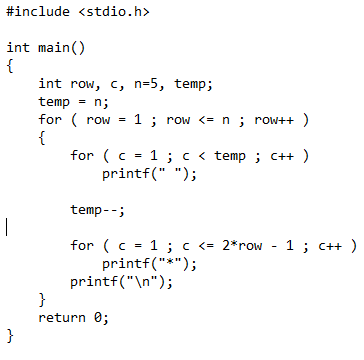 #include <stdio.h>

int main()
{
    int row, c, n=5, temp;
    temp = n;
    for ( row = 1 ; row <= n ; row++ )
    {
        for ( c = 1 ; c < temp ; c++ )
            printf(" ");

        temp--;

        for ( c = 1 ; c <= 2*row - 1 ; c++ )
            printf("*");
        printf("\n");
    }
    return 0;
}